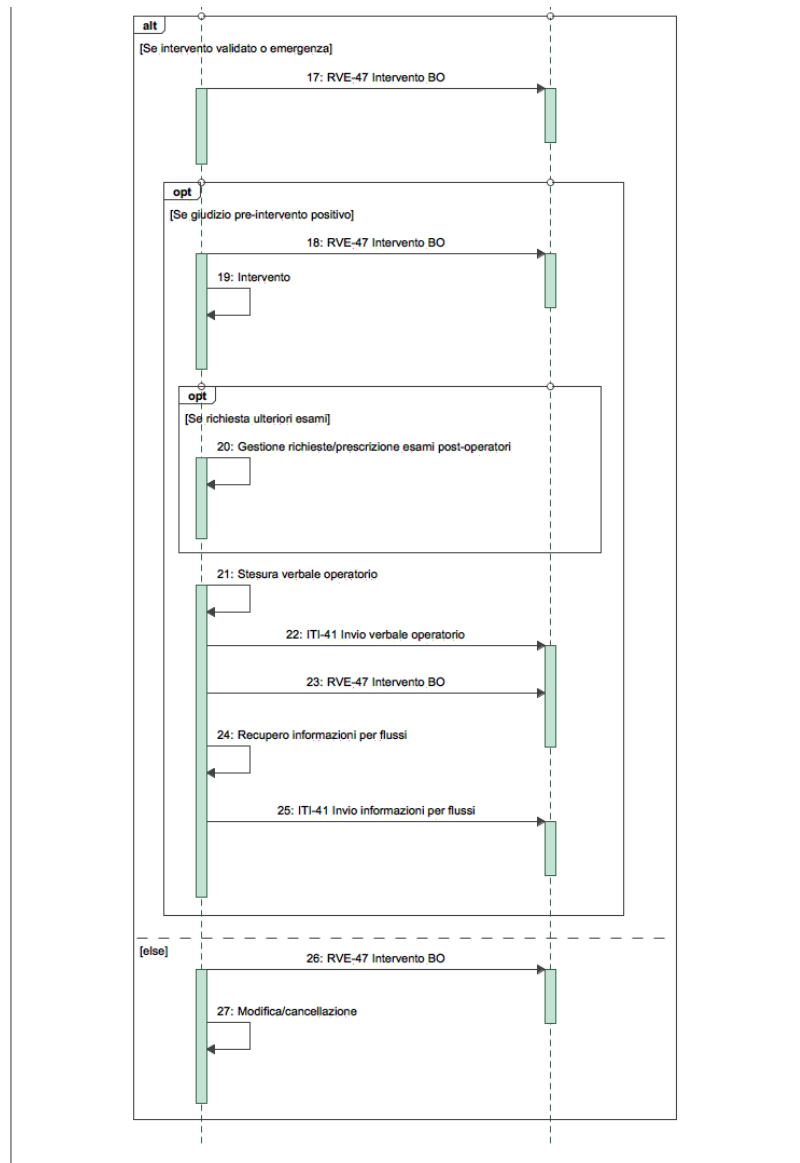 alt
[Se intervento validato o emergenza]
17: RVE-47 Intervento BO
opt
[Se giudizio pre-intervento positivo]
18: RVE-47 Intervento BO
19: Intervento
opt
[Se richiesta ulteriori esami]
20: Gestione richieste/prescrizione esami post-operatori
21: Stesura verbale operatorio
22: ITI-41 Invio verbale operatorio
23: RVE-47 Intervento BO
24: Recupero informazioni per flussi
25: ITI-41 Invio informazioni per flussi
[else]
26: RVE-47 Intervento BO
27: Modifica/cancellazione